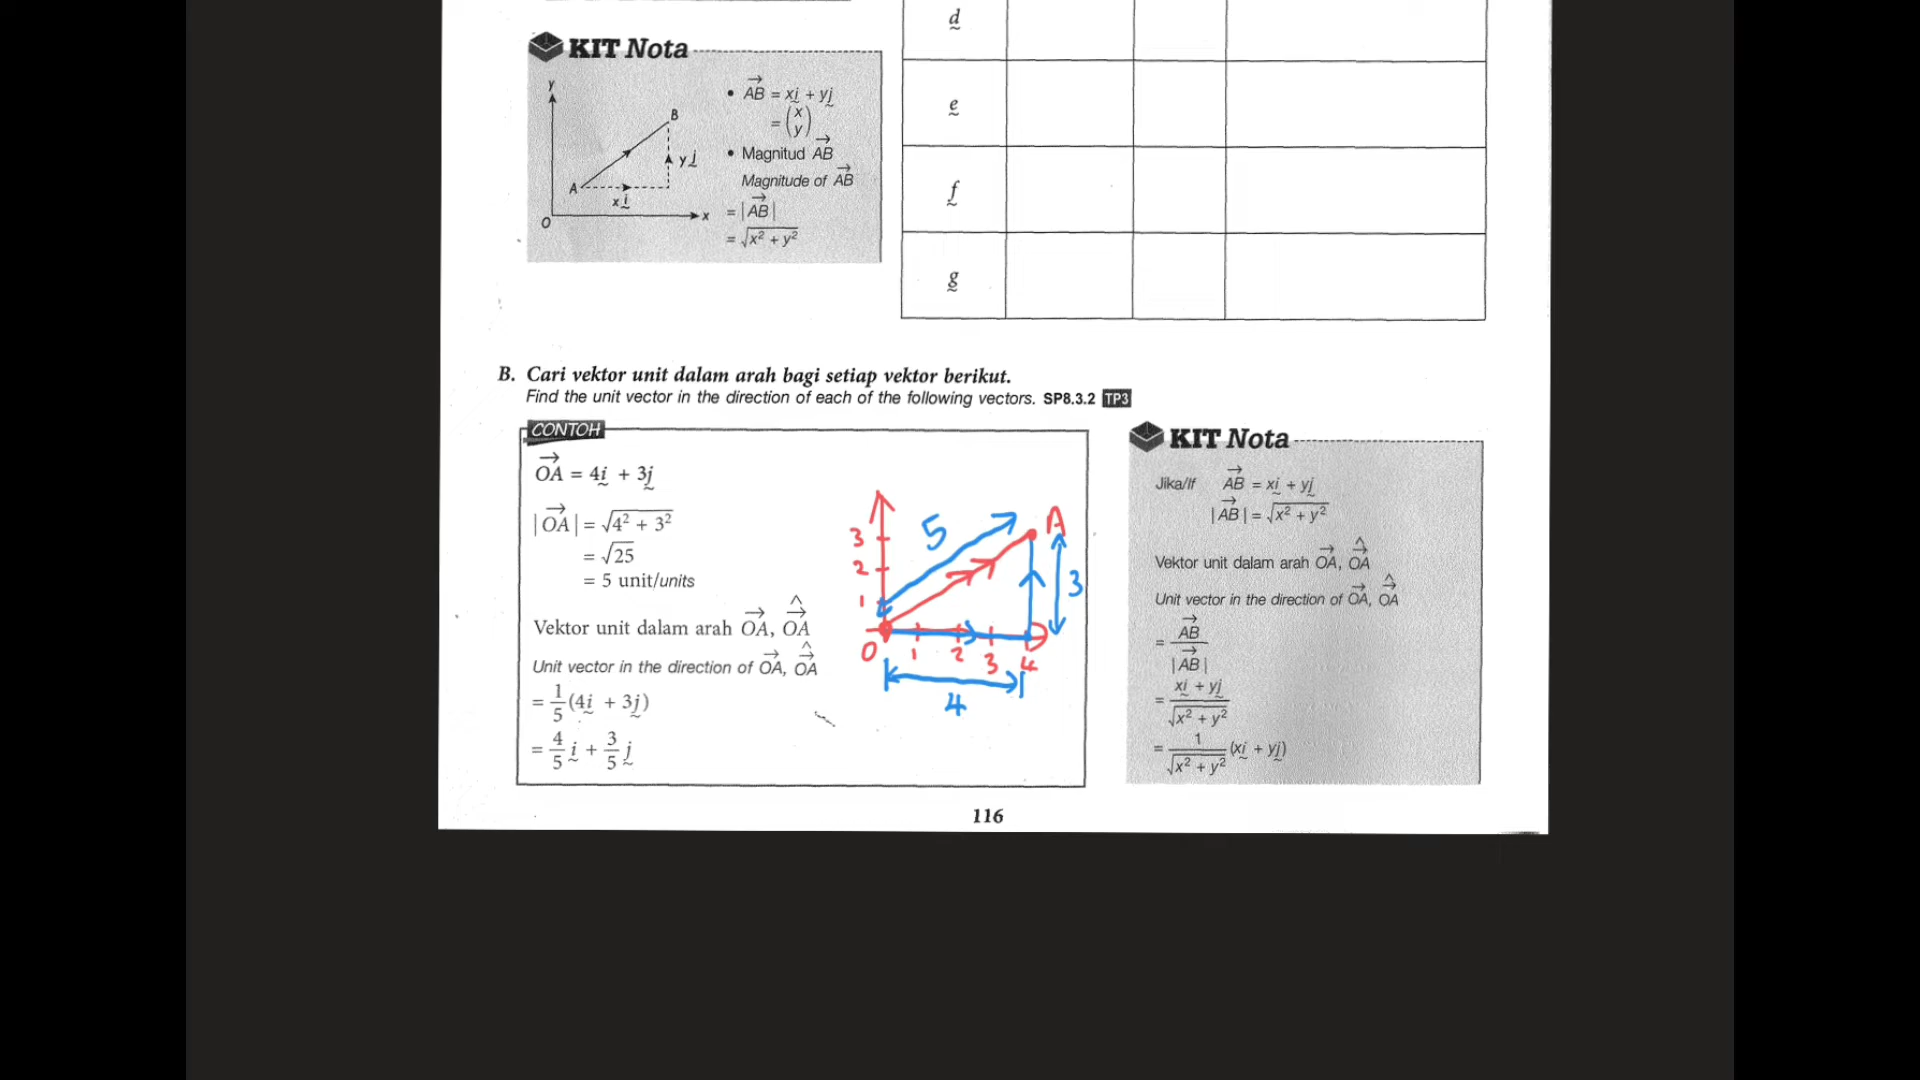 KIT Nota
y
B
A
y j
x i
x
O
• AB = xi + yj
= (x y)
• Magnitud AB
Magnitude of AB
= |AB|
= √x² + y²
d
e
f
g
B. Cari vektor unit dalam arah bagi setiap vektor berikut.
Find the unit vector in the direction of each of the following vectors. SP8.3.2 TP3
CONTOH
OA = 4i + 3j
|OA| = √4² + 3²
= √25
= 5 unit/units
Vektor unit dalam arah OA, OA
Unit vector in the direction of OA, OA
= 1/5 (4i + 3j)
= 4/5 i + 3/5 j
3
2
1
0
1
2
3
4
A
5
3
4
KIT Nota
Jika/If AB = xi + yj
|AB| = √x² + y²
Vektor unit dalam arah OA, OA
Unit vector in the direction of OA, OA
= AB / |AB|
= xi + yj / √x² + y²
= 1 / √x² + y² (xi + yj)
116